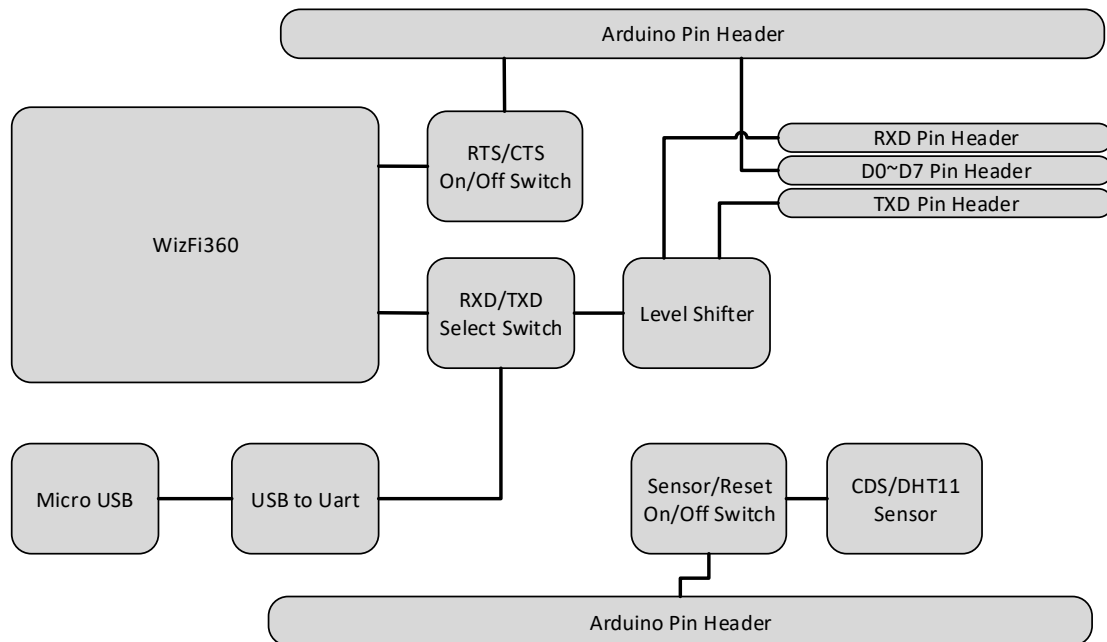 Arduino Pin Header
RTS/CTS
On/Off Switch
RXD Pin Header
D0~D7 Pin Header
TXD Pin Header
WizFi360
RXD/TXD
Select Switch
Level Shifter
Micro USB
USB to Uart
Sensor/Reset
On/Off Switch
CDS/DHT11
Sensor
Arduino Pin Header